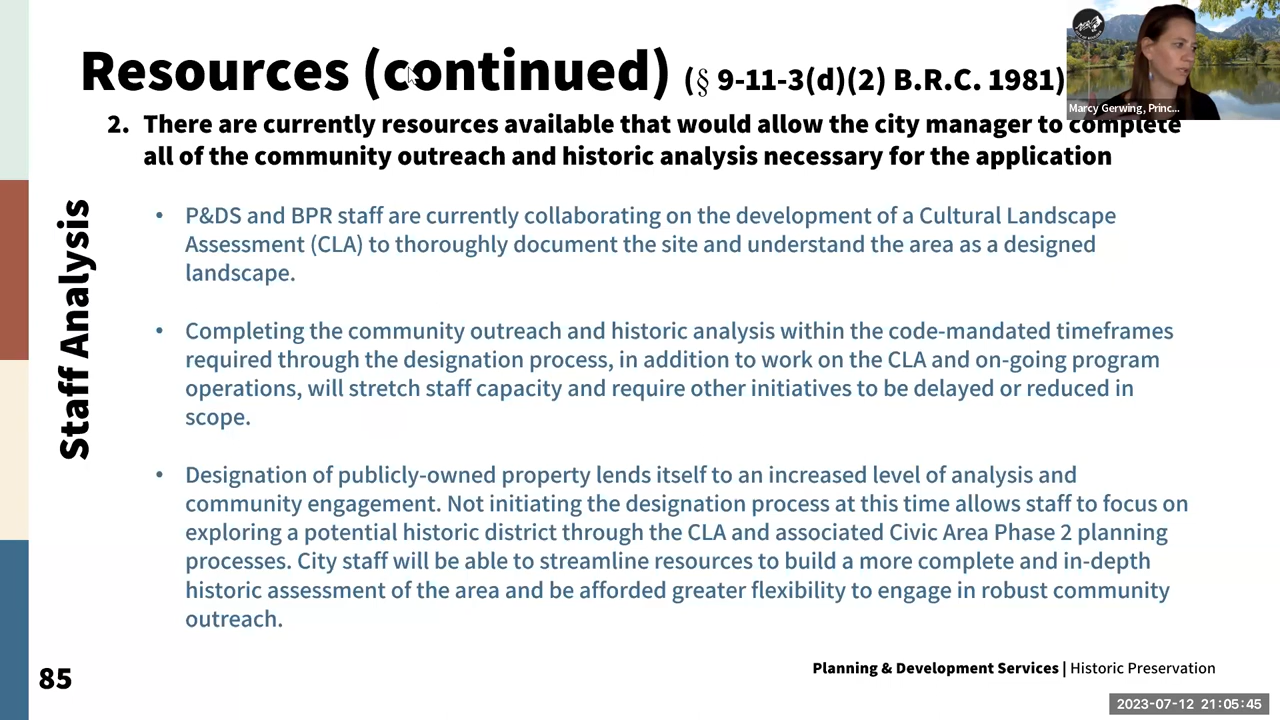 Resources (continued) (§ 9-11-3(d)(2) B.R.C. 1981)
Marcy Gerwing, Princ...
2. There are currently resources available that would allow the city manager to complete
all of the community outreach and historic analysis necessary for the application
Staff Analysis
• P&DS and BPR staff are currently collaborating on the development of a Cultural Landscape
Assessment (CLA) to thoroughly document the site and understand the area as a designed
landscape.
• Completing the community outreach and historic analysis within the code-mandated timeframes
required through the designation process, in addition to work on the CLA and on-going program
operations, will stretch staff capacity and require other initiatives to be delayed or reduced in
scope.
• Designation of publicly-owned property lends itself to an increased level of analysis and
community engagement. Not initiating the designation process at this time allows staff to focus on
exploring a potential historic district through the CLA and associated Civic Area Phase 2 planning
processes. City staff will be able to streamline resources to build a more complete and in-depth
historic assessment of the area and be afforded greater flexibility to engage in robust community
outreach.
85
Planning & Development Services | Historic Preservation
2023-07-12 21:05:45